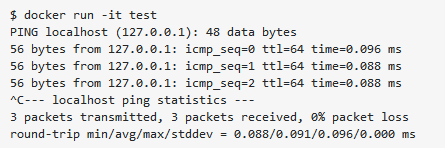 $ docker run -it test
PING localhost (127.0.0.1): 48 data bytes
56 bytes from 127.0.0.1: icmp_seq=0 ttl=64 time=0.096 ms
56 bytes from 127.0.0.1: icmp_seq=1 ttl=64 time=0.088 ms
56 bytes from 127.0.0.1: icmp_seq=2 ttl=64 time=0.088 ms
^C--- localhost ping statistics ---
3 packets transmitted, 3 packets received, 0% packet loss
round-trip min/avg/max/stddev = 0.088/0.091/0.096/0.000 ms